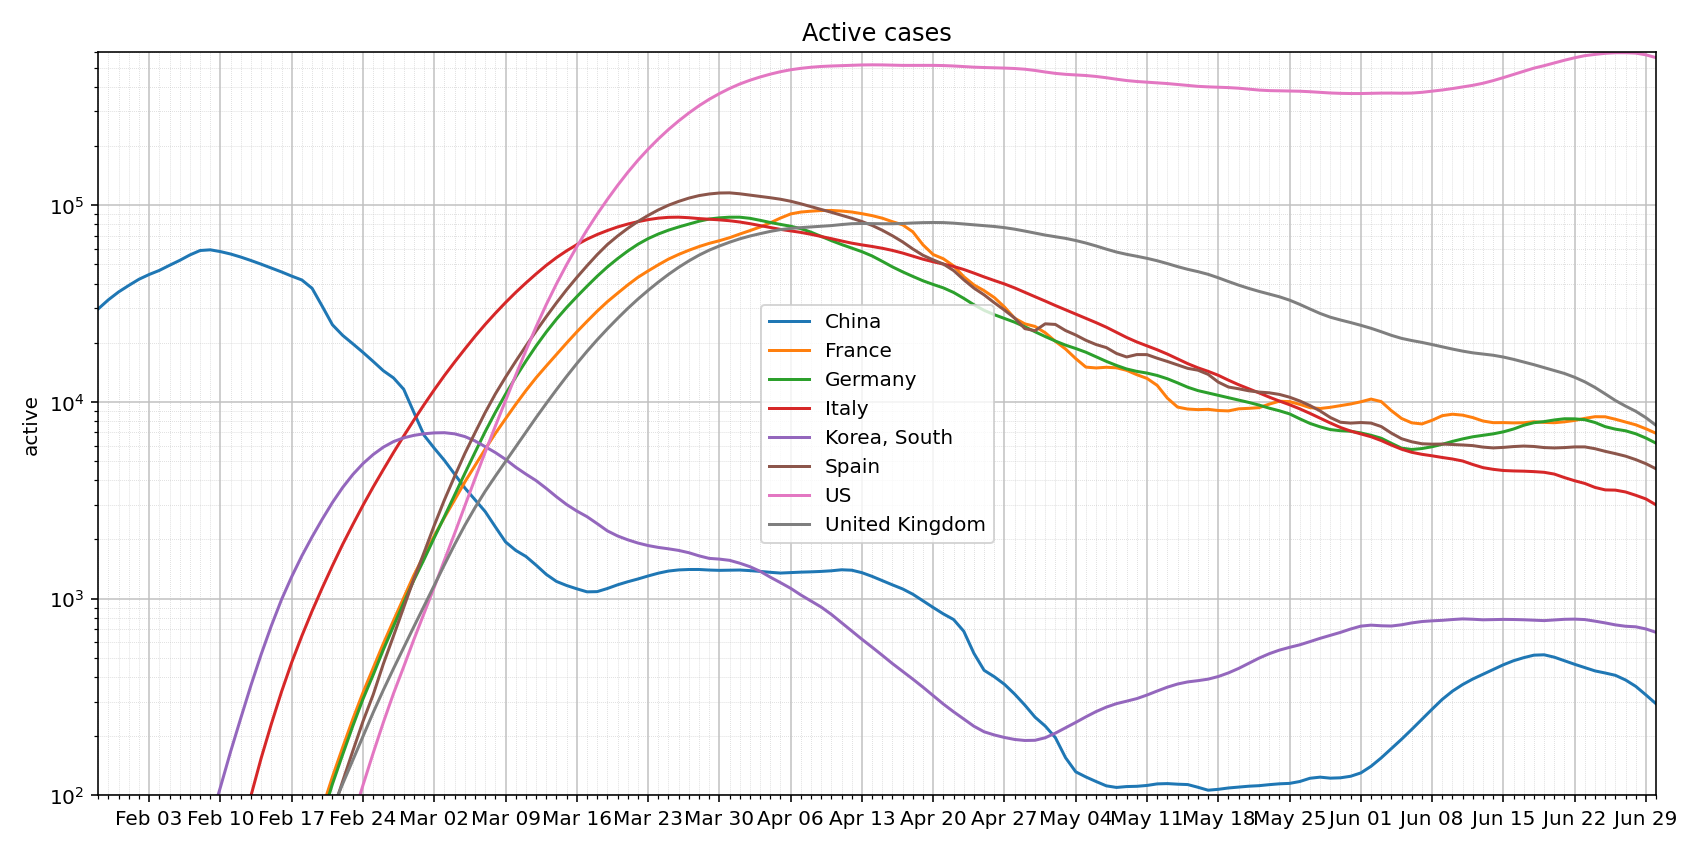 Active cases
active
10^5
10^4
10^3
10^2
China
France
Germany
Italy
Korea, South
Spain
US
United Kingdom
Feb 03 Feb 10 Feb 17 Feb 24 Mar 02 Mar 09 Mar 16 Mar 23 Mar 30 Apr 06 Apr 13 Apr 20 Apr 27 May 04 May 11 May 18 May 25 Jun 01 Jun 08 Jun 15 Jun 22 Jun 29